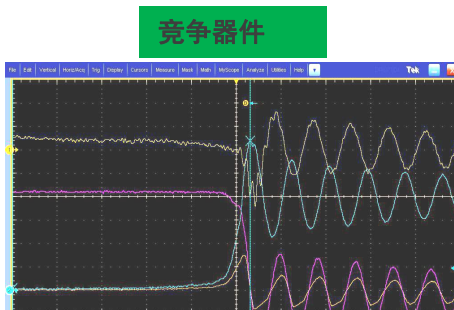 竞争器件
File Edit Vertical Horiz/Acq Trig Display Cursors Measure Mask Math MyScope Analyze Utilities Help Tek